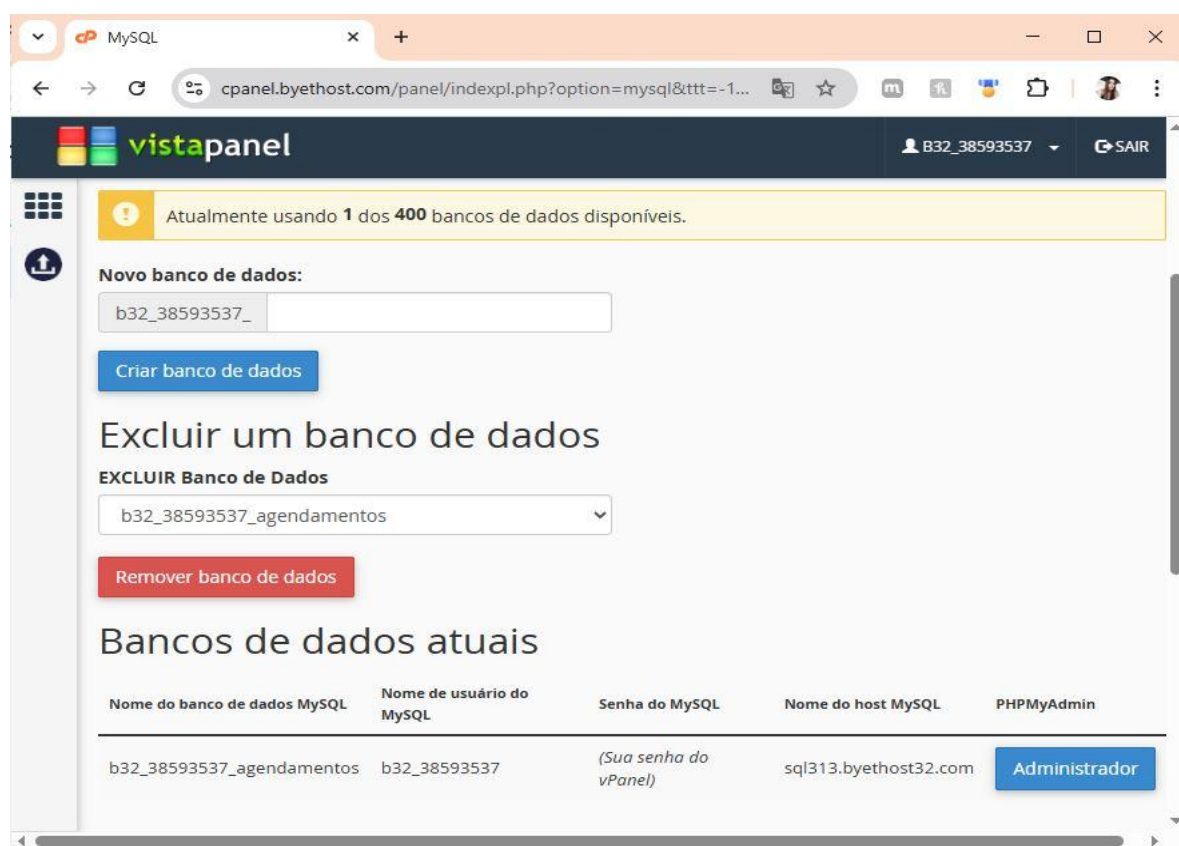 MySQL
cpanel.byethost.com/panel/indexpl.php?option=mysql&ttt=-1...
vistapanel
B32_38593537
SAIR
Atualmente usando 1 dos 400 bancos de dados disponíveis.
Novo banco de dados:
b32_38593537_
Criar banco de dados
Excluir um banco de dados
EXCLUIR Banco de Dados
b32_38593537_agendamentos
Remover banco de dados
Bancos de dados atuais
Nome do banco de dados MySQL
Nome de usuário do
MySQL
Senha do MySQL
Nome do host MySQL
PHPMyAdmin
b32_38593537_agendamentos
b32_38593537
(Sua senha do
vPanel)
sql313.byethost32.com
Administrador